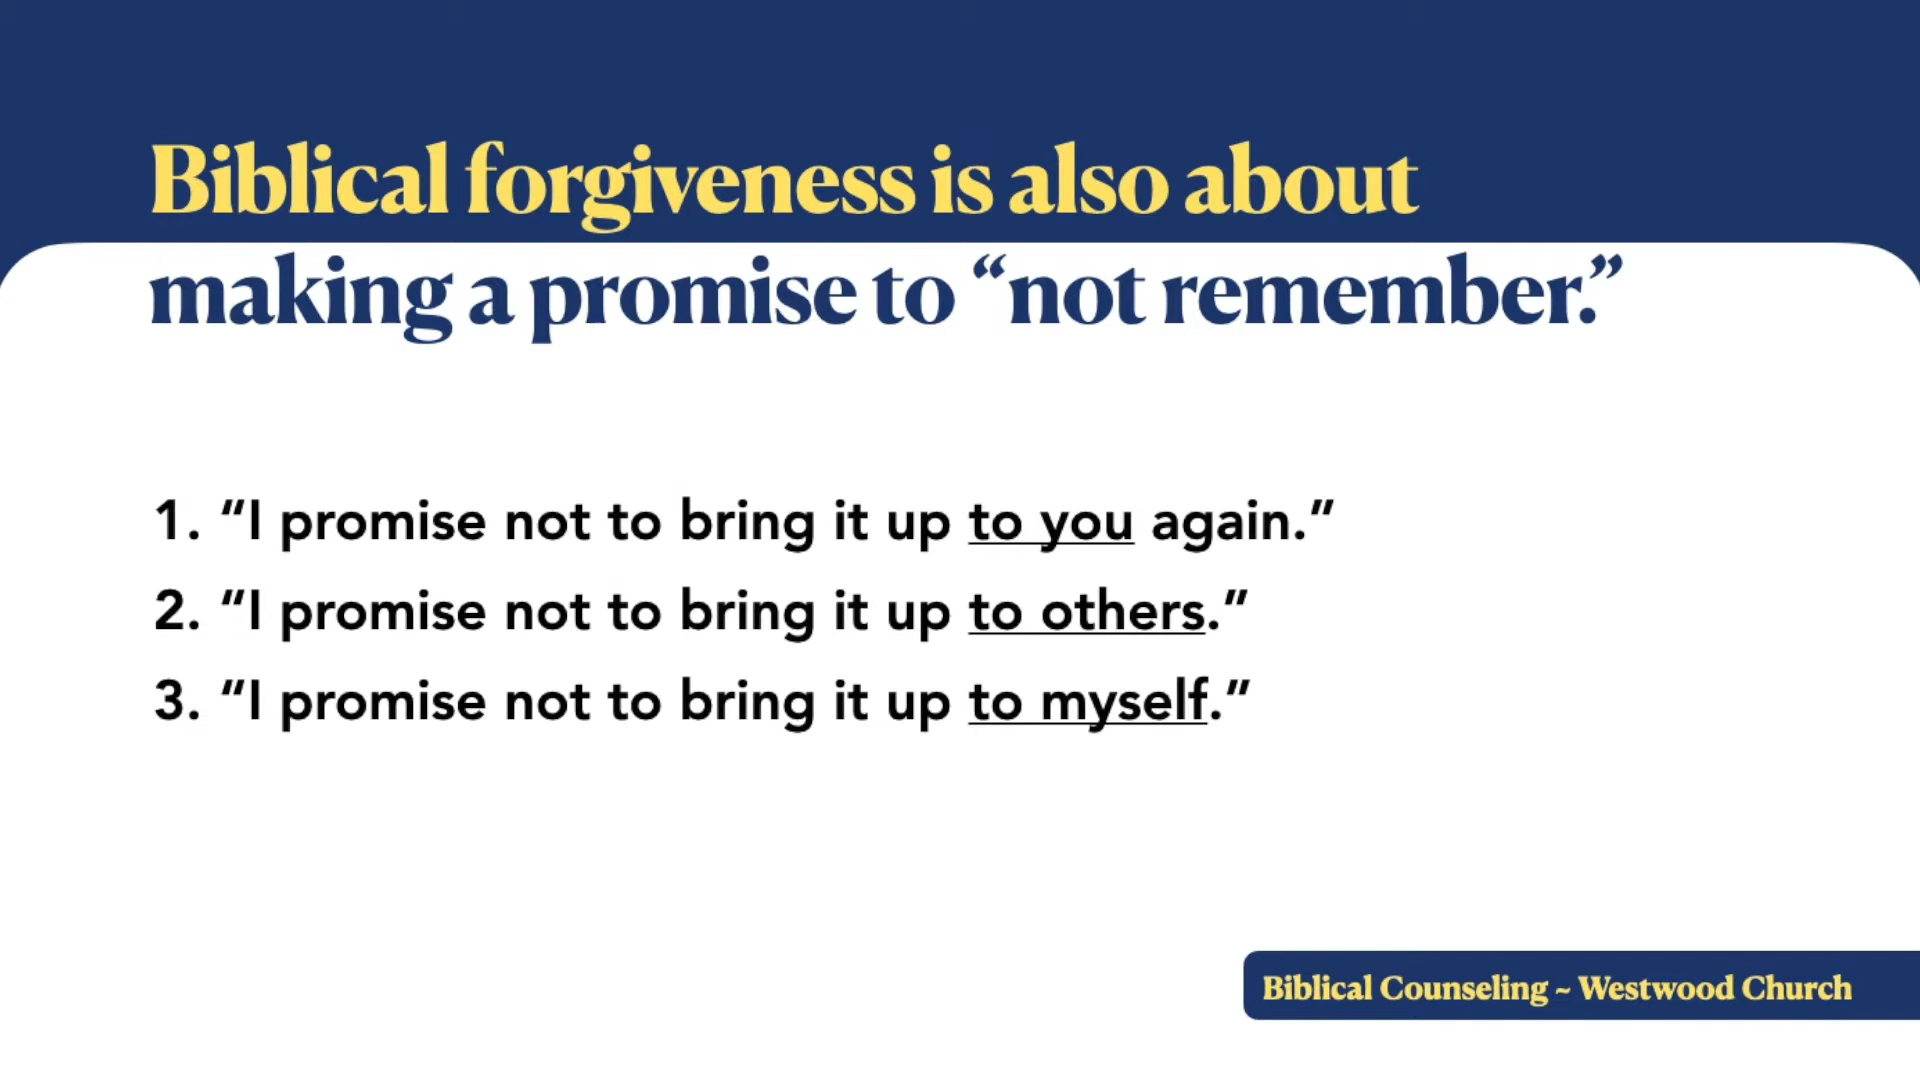 Biblical forgiveness is also about
making a promise to “not remember.”
1. “I promise not to bring it up to you again.”
2. “I promise not to bring it up to others.”
3. “I promise not to bring it up to myself.”
Biblical Counseling ~ Westwood Church